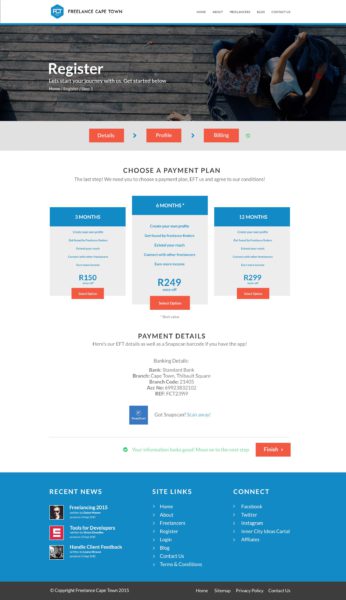 FCT FREELANCE CAPE TOWN
HOME ABOUT FREELANCERS BLOG CONTACT US
Register
Lets start your journey with us. Get started below
Home / Register / Step 3
Details Profile Billing
CHOOSE A PAYMENT PLAN
The last step! We need you to choose a payment plan, EFT us and agree to our conditions!
3 MONTHS
Create your own profile
Get found by freelance finders
Extend your reach
Connect with other freelancers
Earn more income
R150
once-off
Select Option
6 MONTHS *
Create your own profile
Get found by freelance finders
Extend your reach
Connect with other freelancers
Earn more income
R249
once-off
Select Option
12 MONTHS
Create your own profile
Get found by freelance finders
Extend your reach
Connect with other freelancers
Earn more income
R299
once-off
Select Option
* Best value
PAYMENT DETAILS
Here's our EFT details as well as a Snapscan barcode if you have the app!
Banking Details:
Bank: Standard Bank
Branch: Cape Town, Thibault Square
Branch Code: 21405
Acc No: 69923832102
REF: FCT2399
SnapScan
Got Snapscan? Scan away!
Your information looks good! Move on to the next step
Finish >
RECENT NEWS
Freelancing 2015
Tools for Developers
Handle Client Feedback
SITE LINKS
Home
About
Freelancers
Register
Login
Blog
Contact Us
Terms & Conditions
CONNECT
Facebook
Twitter
Instagram
Inner City Ideas Cartel
Affiliates
© Copyright Freelance Cape Town 2015
Home Sitemap Privacy Policy Contact Us